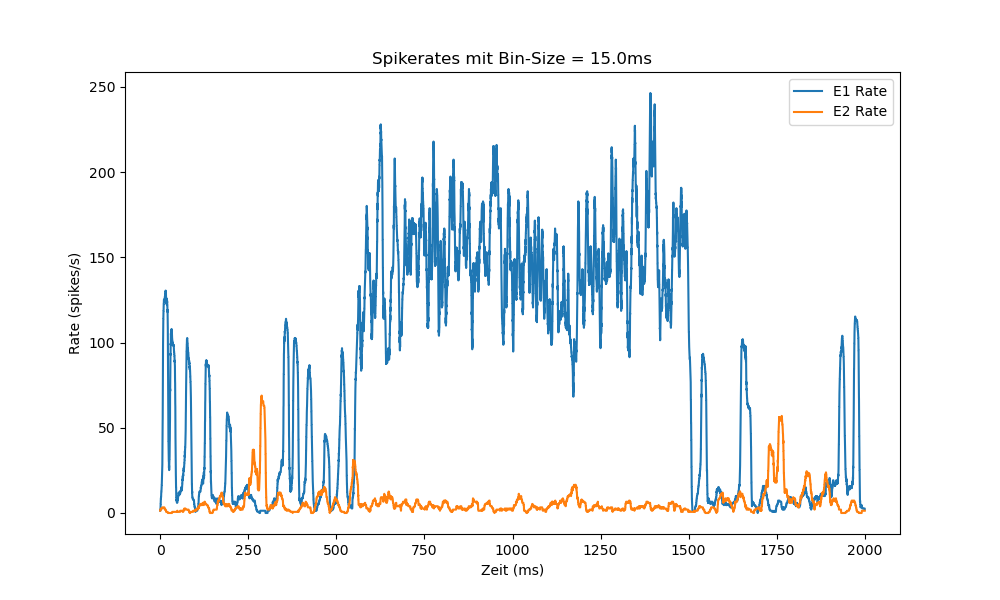 Spikerates mit Bin-Size = 15.0ms
E1 Rate
E2 Rate
Rate (spikes/s)
250
200
150
100
50
0
0 250 500 750 1000 1250 1500 1750 2000
Zeit (ms)